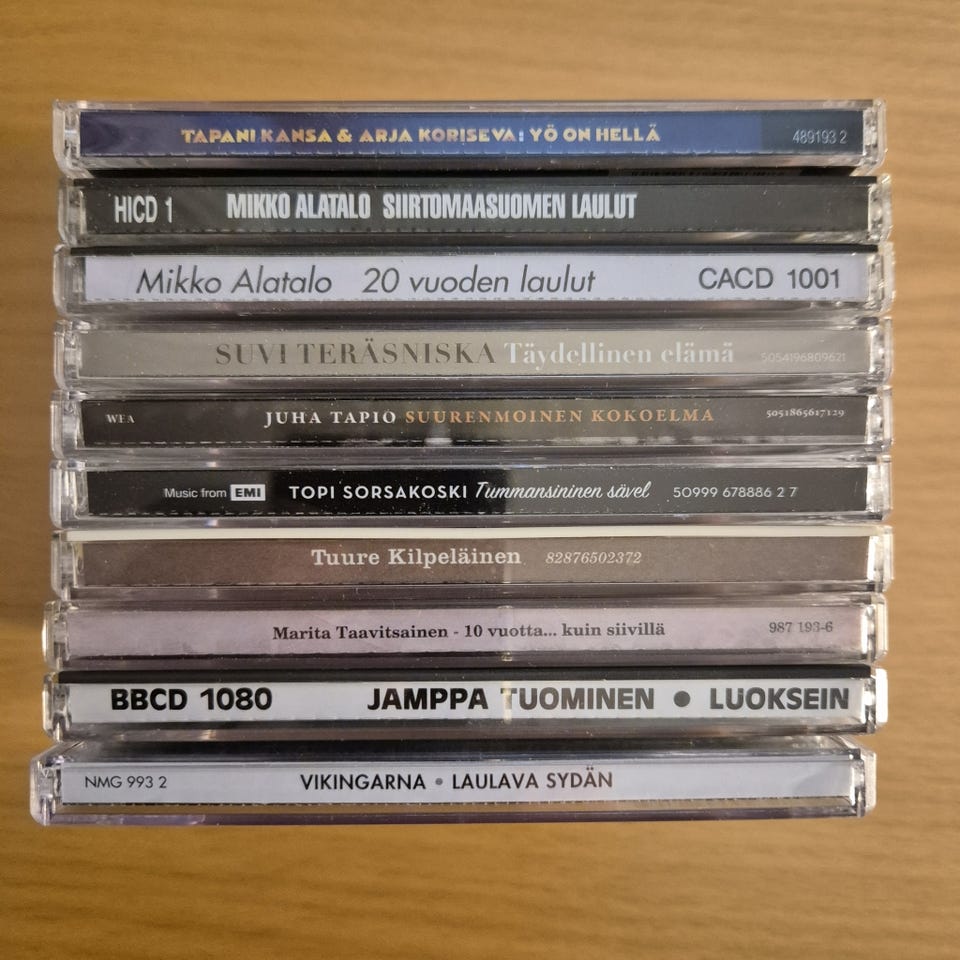 TAPANI KANSA & ARJA KORISEVA: YÖ ON HELLÄ 489193 2
HICD 1 MIKKO ALATALO SIIRTOMAASUOMEN LAULUT
Mikko Alatalo 20 vuoden laulut CACD 1001
SUVI TERÄSNISKA Täydellinen elämä 5054196809621
WEA JUHA TAPIO SUURENMOINEN KOKOELMA 5051865617129
Music from EMI TOPI SORSAKOSKI Tummansininen sävel 50999 678886 2 7
Tuure Kilpeläinen 82876502372
Marita Taavitsainen - 10 vuotta... kuin siivillä 987 193-6
BBCD 1080 JAMPPA TUOMINEN • LUOKSEIN
NMG 993 2 VIKINGARNA • LAULAVA SYDÄN